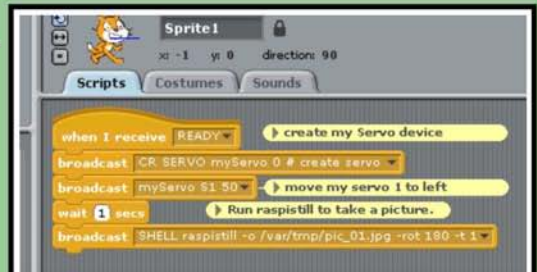 Sprite1
x: -1 y: 0 direction: 90
Scripts Costumes Sounds
when I receive READY
create my Servo device
broadcast CR SERVO myServo 0 # create servo
broadcast myServo S1 50
move my servo 1 to left
wait 1 secs
Run raspistill to take a picture.
broadcast SHELL raspistill -o /var/tmp/pic_01.jpg -rot 180 -t 1